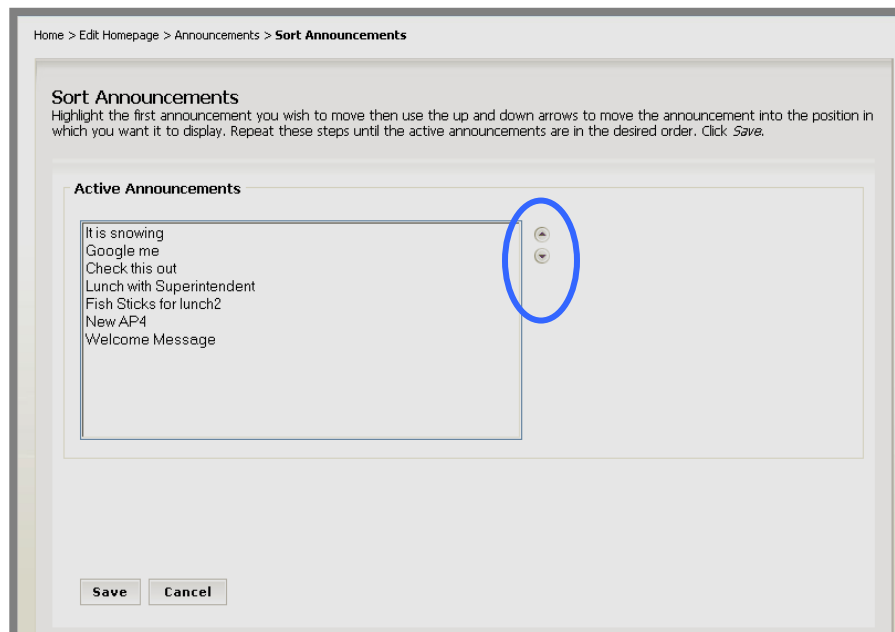 Home > Edit Homepage > Announcements > Sort Announcements
Sort Announcements
Highlight the first announcement you wish to move then use the up and down arrows to move the announcement into the position in
which you want it to display. Repeat these steps until the active announcements are in the desired order. Click Save.
Active Announcements
It is snowing
Google me
Check this out
Lunch with Superintendent
Fish Sticks for lunch2
New AP4
Welcome Message
Save Cancel